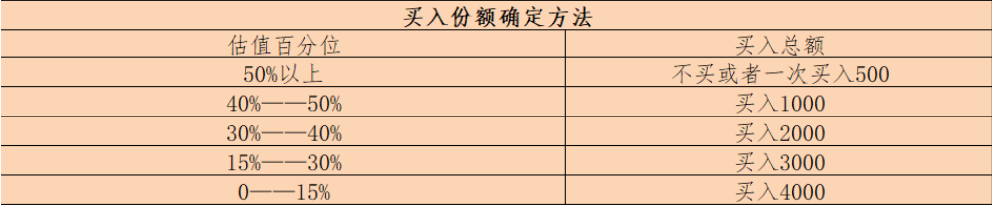 买入份额确定方法
估值百分位 买入总额
50%以上 不买或者一次买入500
40%——50% 买入1000
30%——40% 买入2000
15%——30% 买入3000
0——15% 买入4000